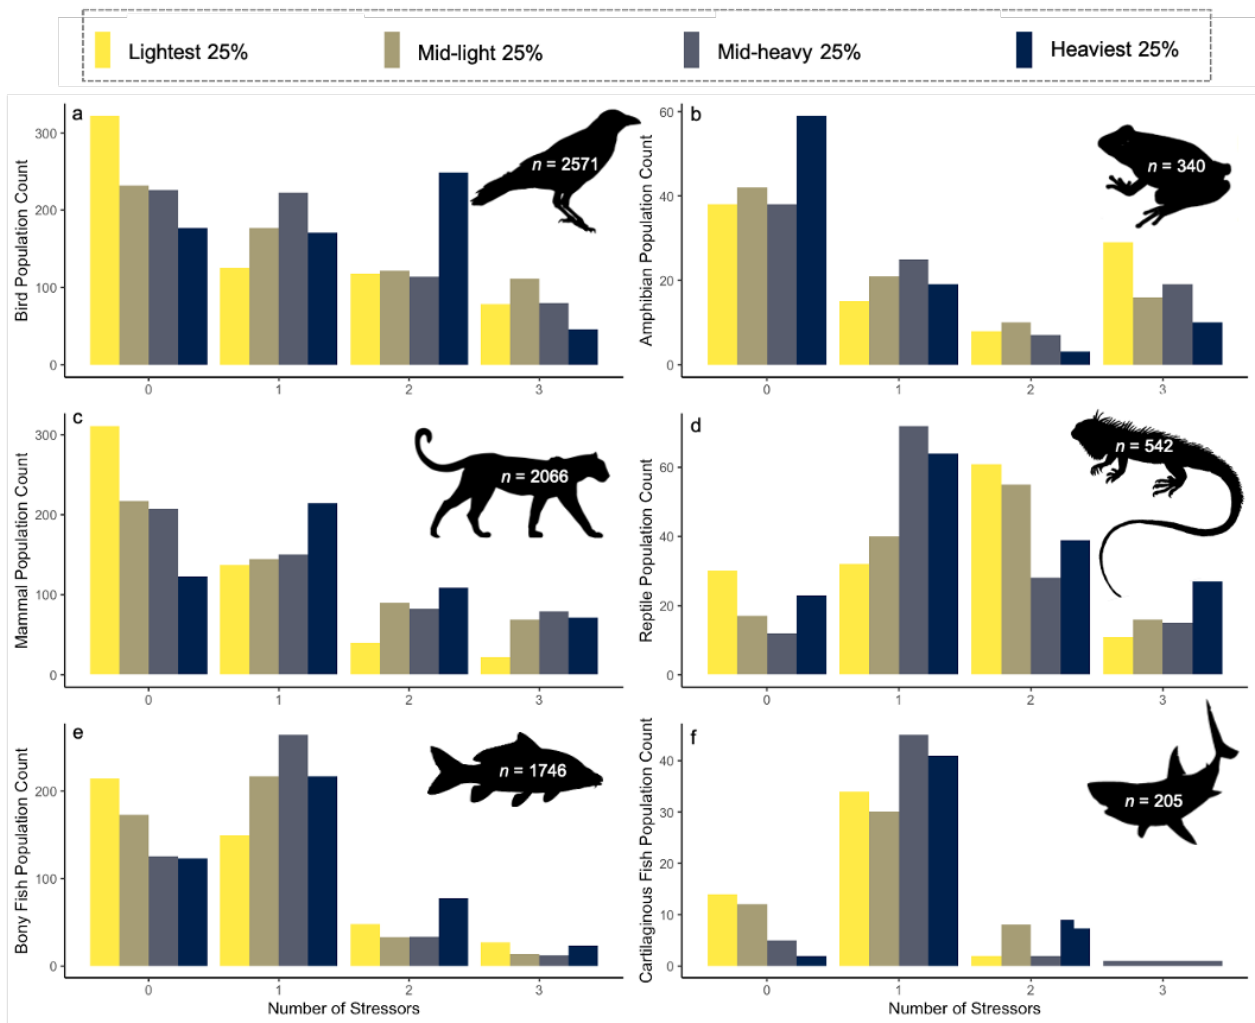 Lightest 25% Mid-light 25% Mid-heavy 25% Heaviest 25%
a
Bird Population Count
300
200
100
0
n = 2571
0 1 2 3
b
Amphibian Population Count
60
40
20
0
n = 340
0 1 2 3
c
Mammal Population Count
300
200
100
0
n = 2066
0 1 2 3
d
Reptile Population Count
60
40
20
0
n = 542
0 1 2 3
e
Bony Fish Population Count
200
100
0
n = 1746
0 1 2 3
Number of Stressors
f
Cartilaginous Fish Population Count
40
30
20
10
0
n = 205
0 1 2 3
Number of Stressors